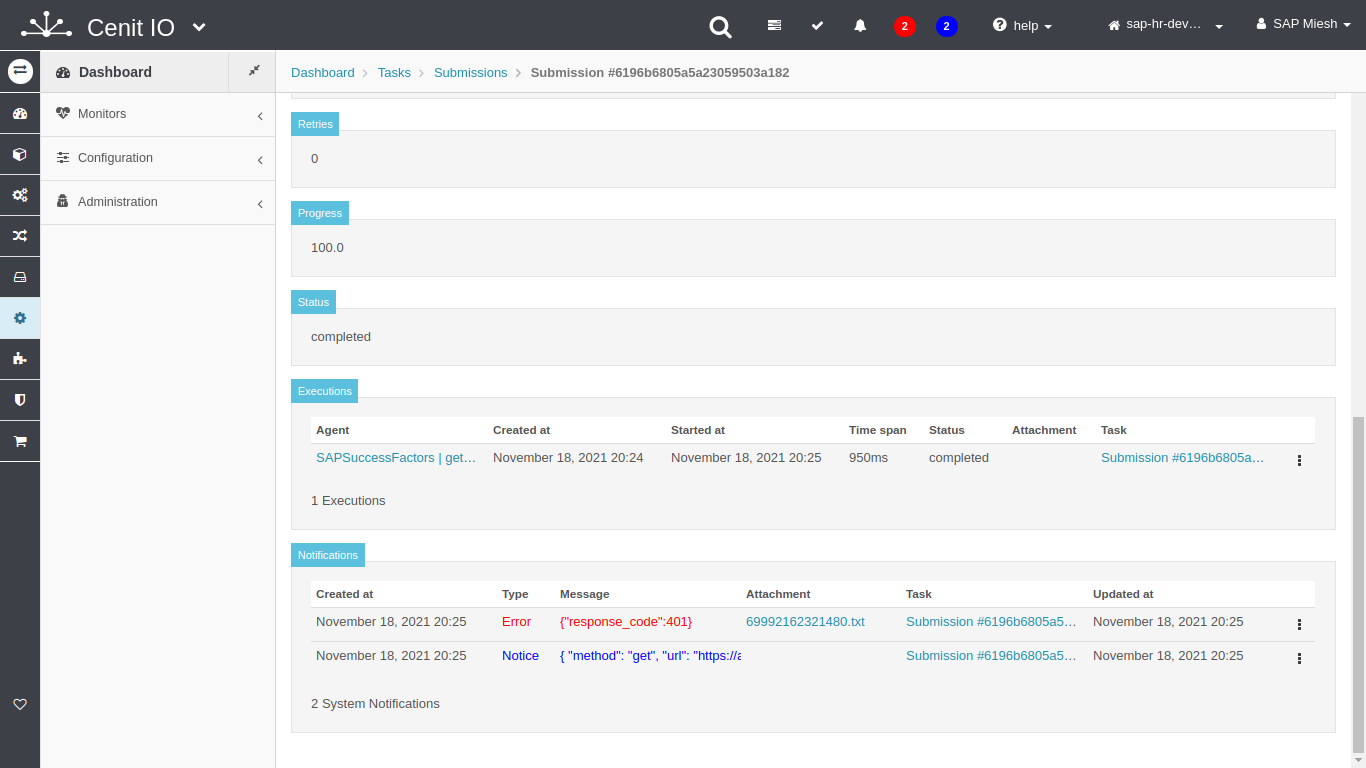 Cenit IO
2
2
help
sap-hr-dev…
SAP Miesh
Dashboard
Dashboard
Tasks
Submissions
Submission #6196b6805a5a23059503a182
Monitors
Configuration
Administration
Retries
0
Progress
100.0
Status
completed
Executions
Agent Created at Started at Time span Status Attachment Task
SAPSuccessFactors | get… November 18, 2021 20:24 November 18, 2021 20:25 950ms completed Submission #6196b6805a…
1 Executions
Notifications
Created at Type Message Attachment Task Updated at
November 18, 2021 20:25 Error {"response_code":401} 69992162321480.txt Submission #6196b6805a5… November 18, 2021 20:25
November 18, 2021 20:25 Notice { "method": "get", "url": "https://a Submission #6196b6805a5… November 18, 2021 20:25
2 System Notifications